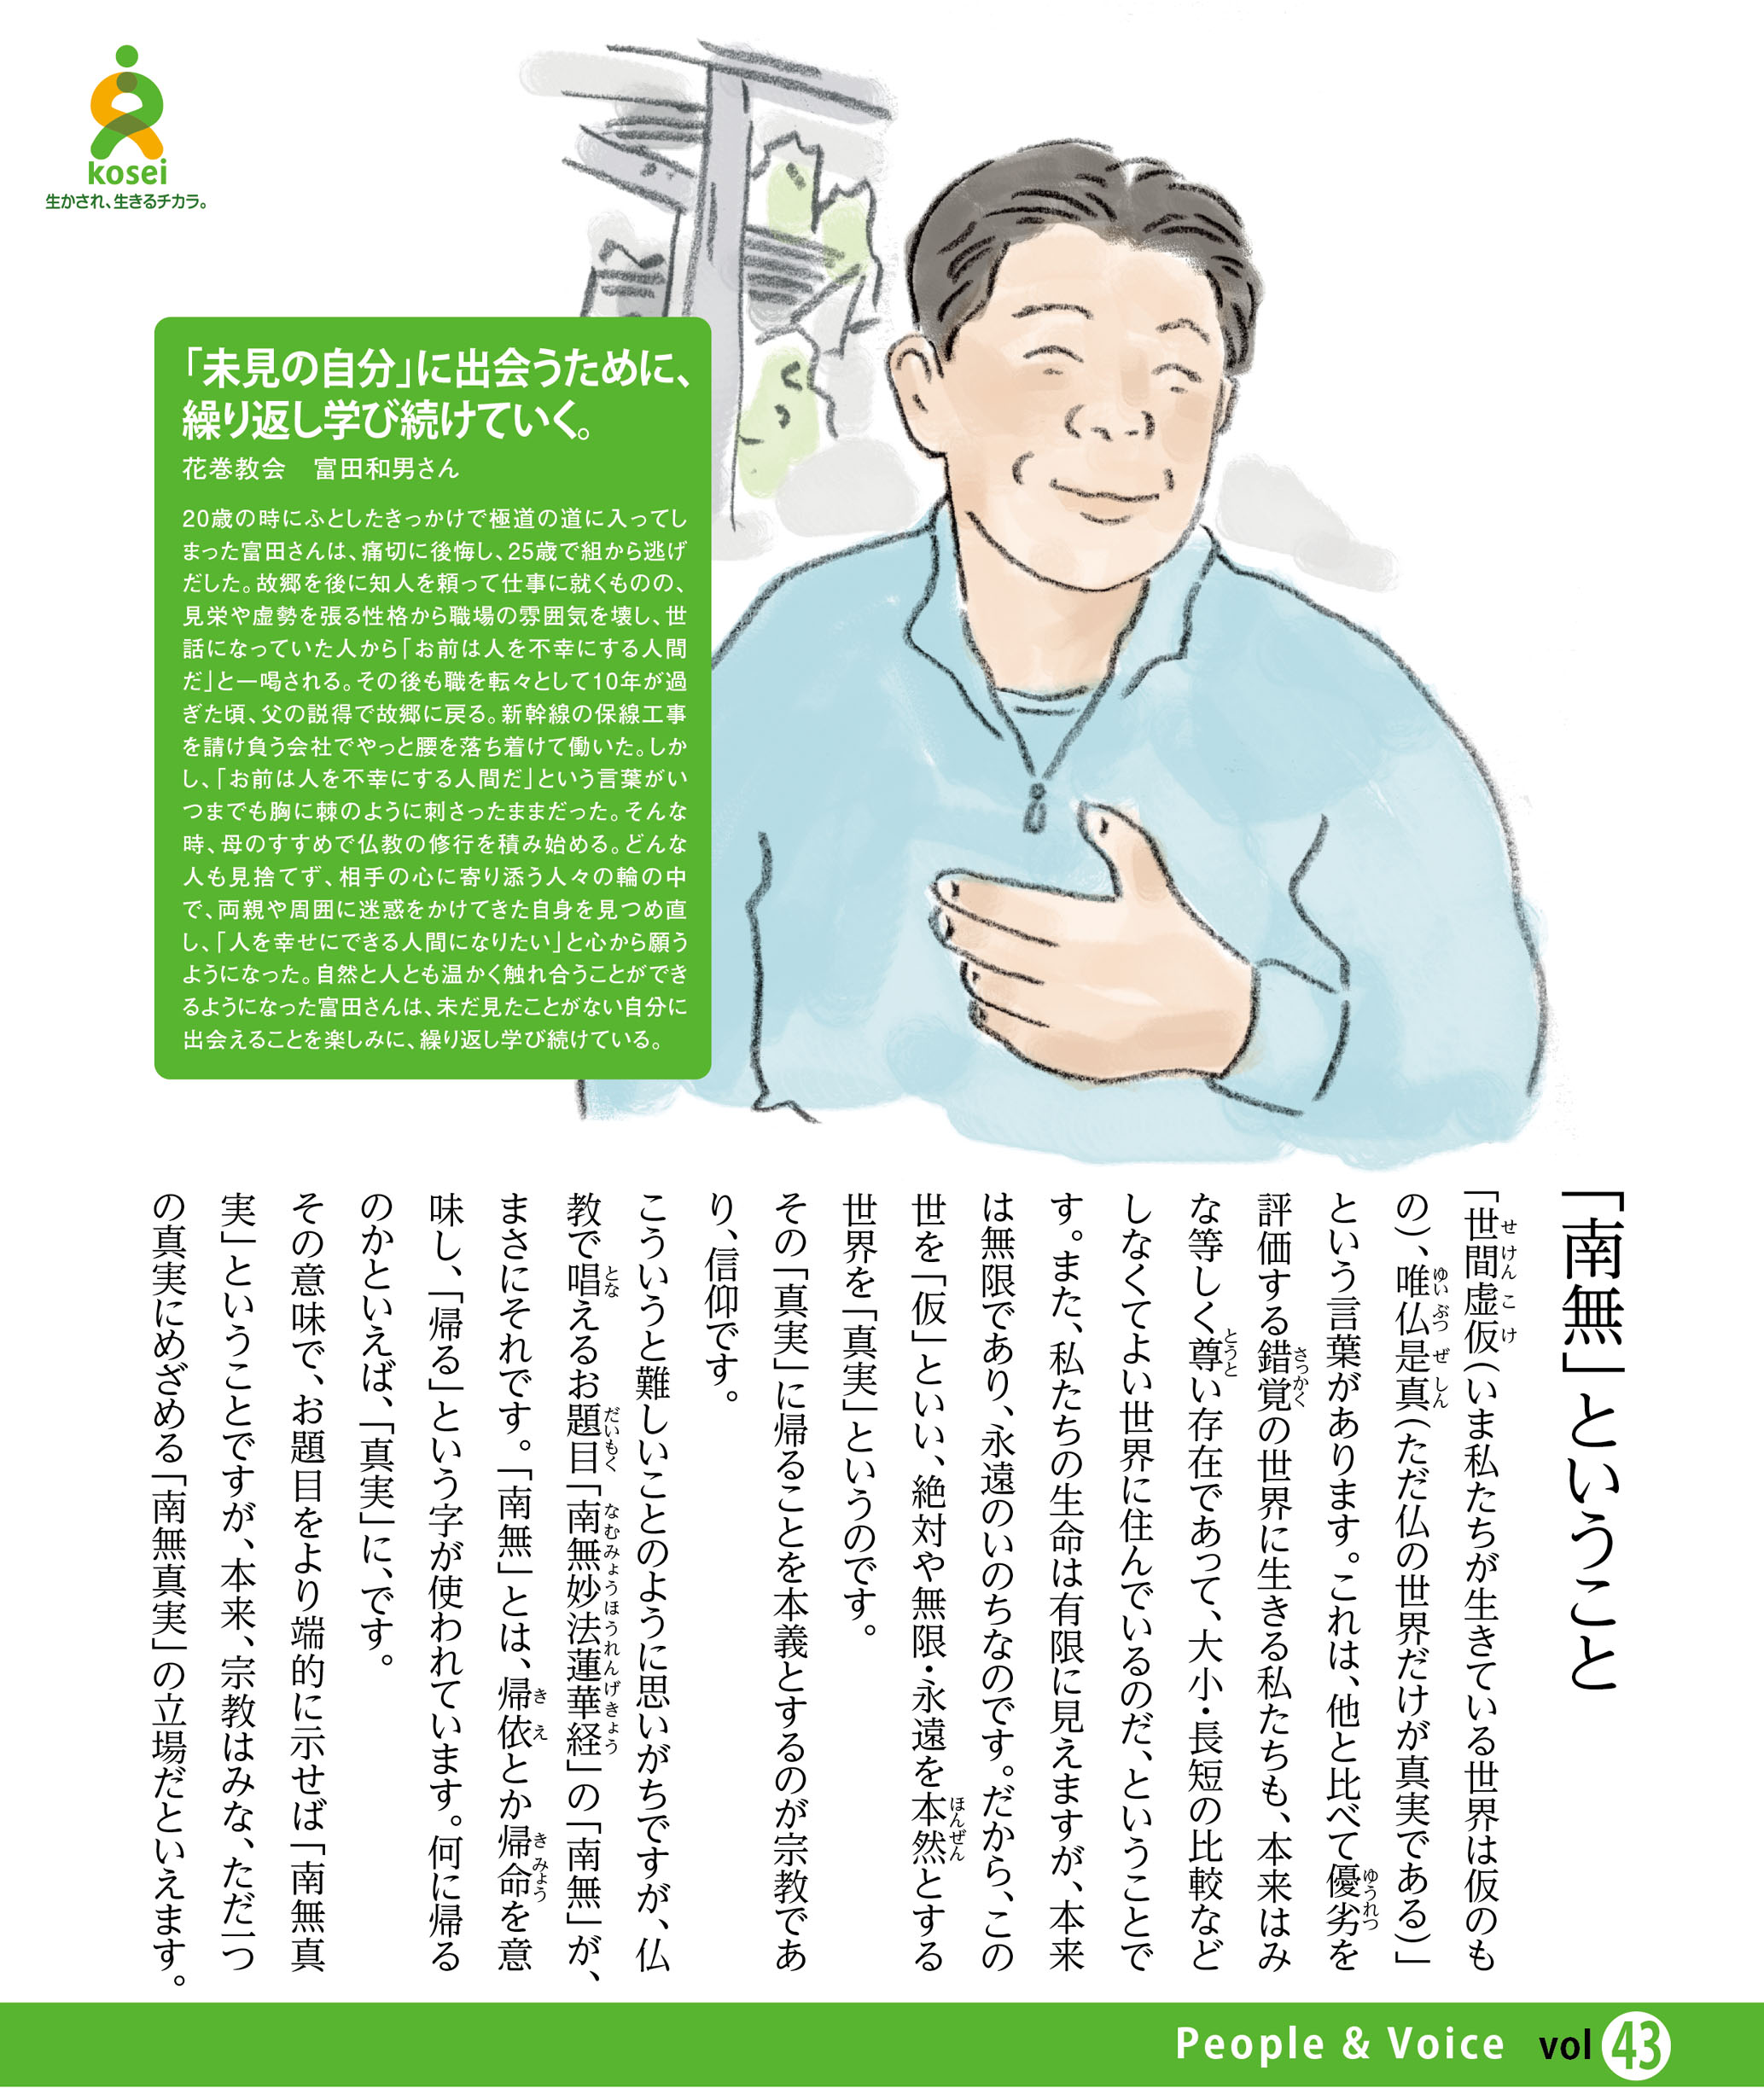 kosei
生かされ、生きるチカラ。
「未見の自分」に出会うために、
繰り返し学び続けていく。
花巻教会　富田和男さん
20歳の時にふとしたきっかけで極道の道に入ってし
まった富田さんは、痛切に後悔し、25歳で組から逃げ
だした。故郷を後に知人を頼って仕事に就くものの、
見栄や虚勢を張る性格から職場の雰囲気を壊し、世
話になっていた人から「お前は人を不幸にする人間
だ」と一喝される。その後も職を転々として10年が過
ぎた頃、父の説得で故郷に戻る。新幹線の保線工事
を請け負う会社でやっと腰を落ち着けて働いた。しか
し、「お前は人を不幸にする人間だ」という言葉がい
つまでも胸に棘のように刺さったままだった。そんな
時、母のすすめで仏教の修行を積み始める。どんな
人も見捨てず、相手の心に寄り添う人々の輪の中
で、両親や周囲に迷惑をかけてきた自身を見つめ直
し、「人を幸せにできる人間になりたい」と心から願う
ようになった。自然と人とも温かく触れ合うことができ
るようになった富田さんは、未だ見たことがない自分に
出会えることを楽しみに、繰り返し学び続けている。
「南無」ということ
「世間虚仮(いま私たちが生きている世界は仮のも
の)、唯仏是真(ただ仏の世界だけが真実である)」
という言葉があります。これは、他と比べて優劣を
評価する錯覚の世界に生きる私たちも、本来はみ
な等しく尊い存在であって、大小・長短の比較など
しなくてよい世界に住んでいるのだ、ということで
す。また、私たちの生命は有限に見えますが、本来
は無限であり、永遠のいのちなのです。だから、この
世を「仮」といい、絶対や無限・永遠を本然とする
世界を「真実」というのです。
その「真実」に帰ることを本義とするのが宗教であ
り、信仰です。
こういうと難しいことのように思いがちですが、仏
教で唱えるお題目「南無妙法蓮華経」の「南無」が、
まさにそれです。「南無」とは、帰依とか帰命を意
味し、「帰る」という字が使われています。何に帰る
のかといえば、「真実」に、です。
その意味で、お題目をより端的に示せば「南無真
実」ということですが、本来、宗教はみな、ただ一つ
の真実にめざめる「南無真実」の立場だといえます。
People & Voice vol 43